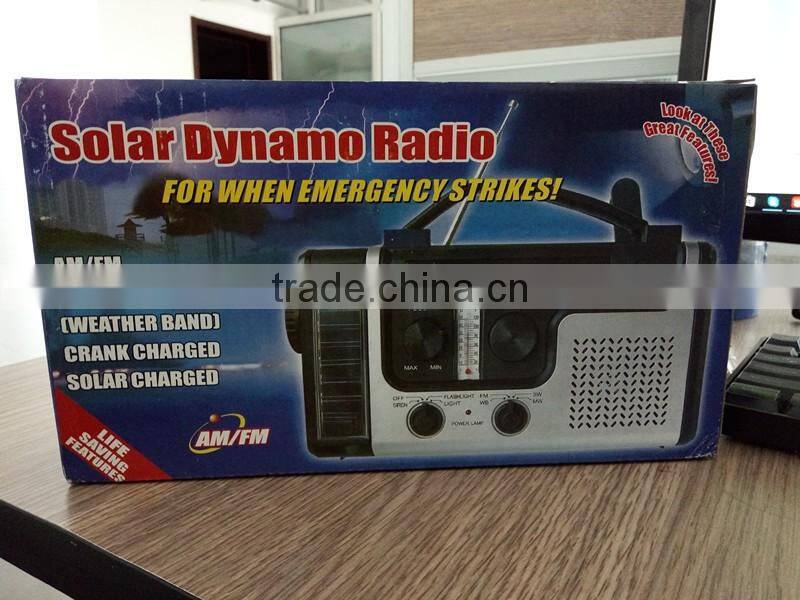 Solar Dynamo Radio
FOR WHEN EMERGENCY STRIKES!
Look at These
Great Features!
AM/FM
trade.china.cn
(WEATHER BAND)
CRANK CHARGED
SOLAR CHARGED
MAX MIN
OFF FLASHLIGHT FM SW
SIREN LIGHT WB MW
POWER LAMP
AM/FM
LIFE
SAVING
FEATURES